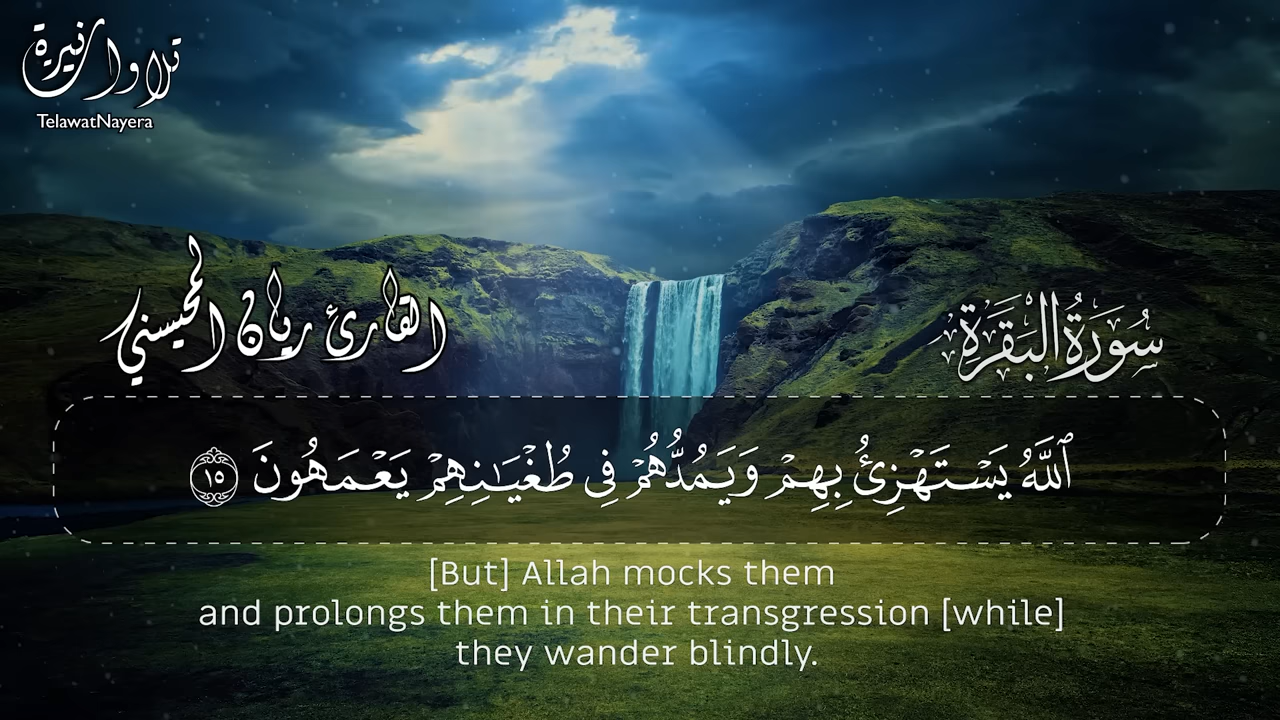 تلاوات نيرة
TelawatNayera
سُورَةُ البَقَرَةِ
القارئ ريان المحيسني
ٱللَّهُ يَسْتَهْزِئُ بِهِمْ وَيَمُدُّهُمْ فِى طُغْيَـٰنِهِمْ يَعْمَهُونَ ١٥
[But] Allah mocks them
and prolongs them in their transgression [while]
they wander blindly.